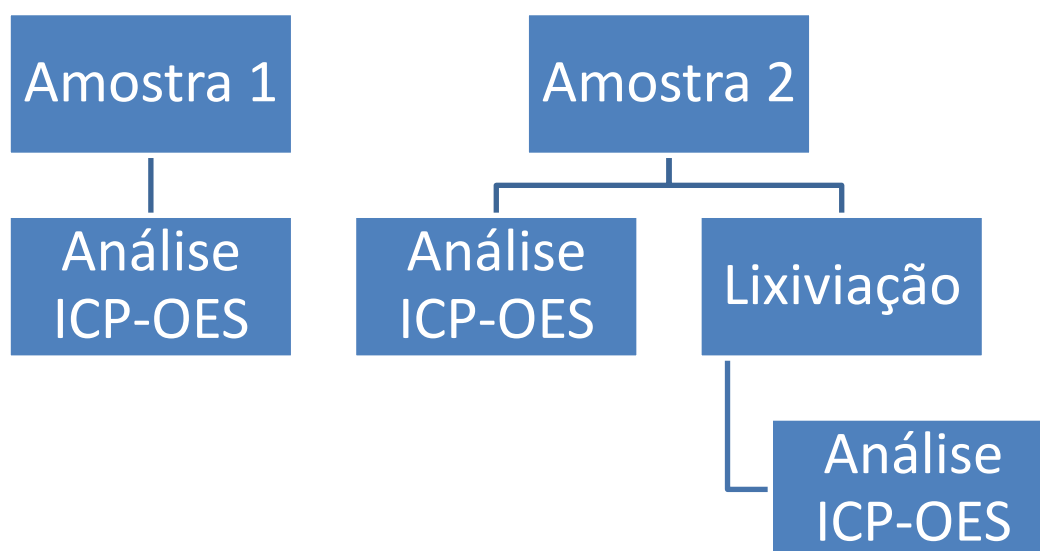 Amostra 1
Amostra 2
Análise
ICP-OES
Análise
ICP-OES
Lixiviação
Análise
ICP-OES